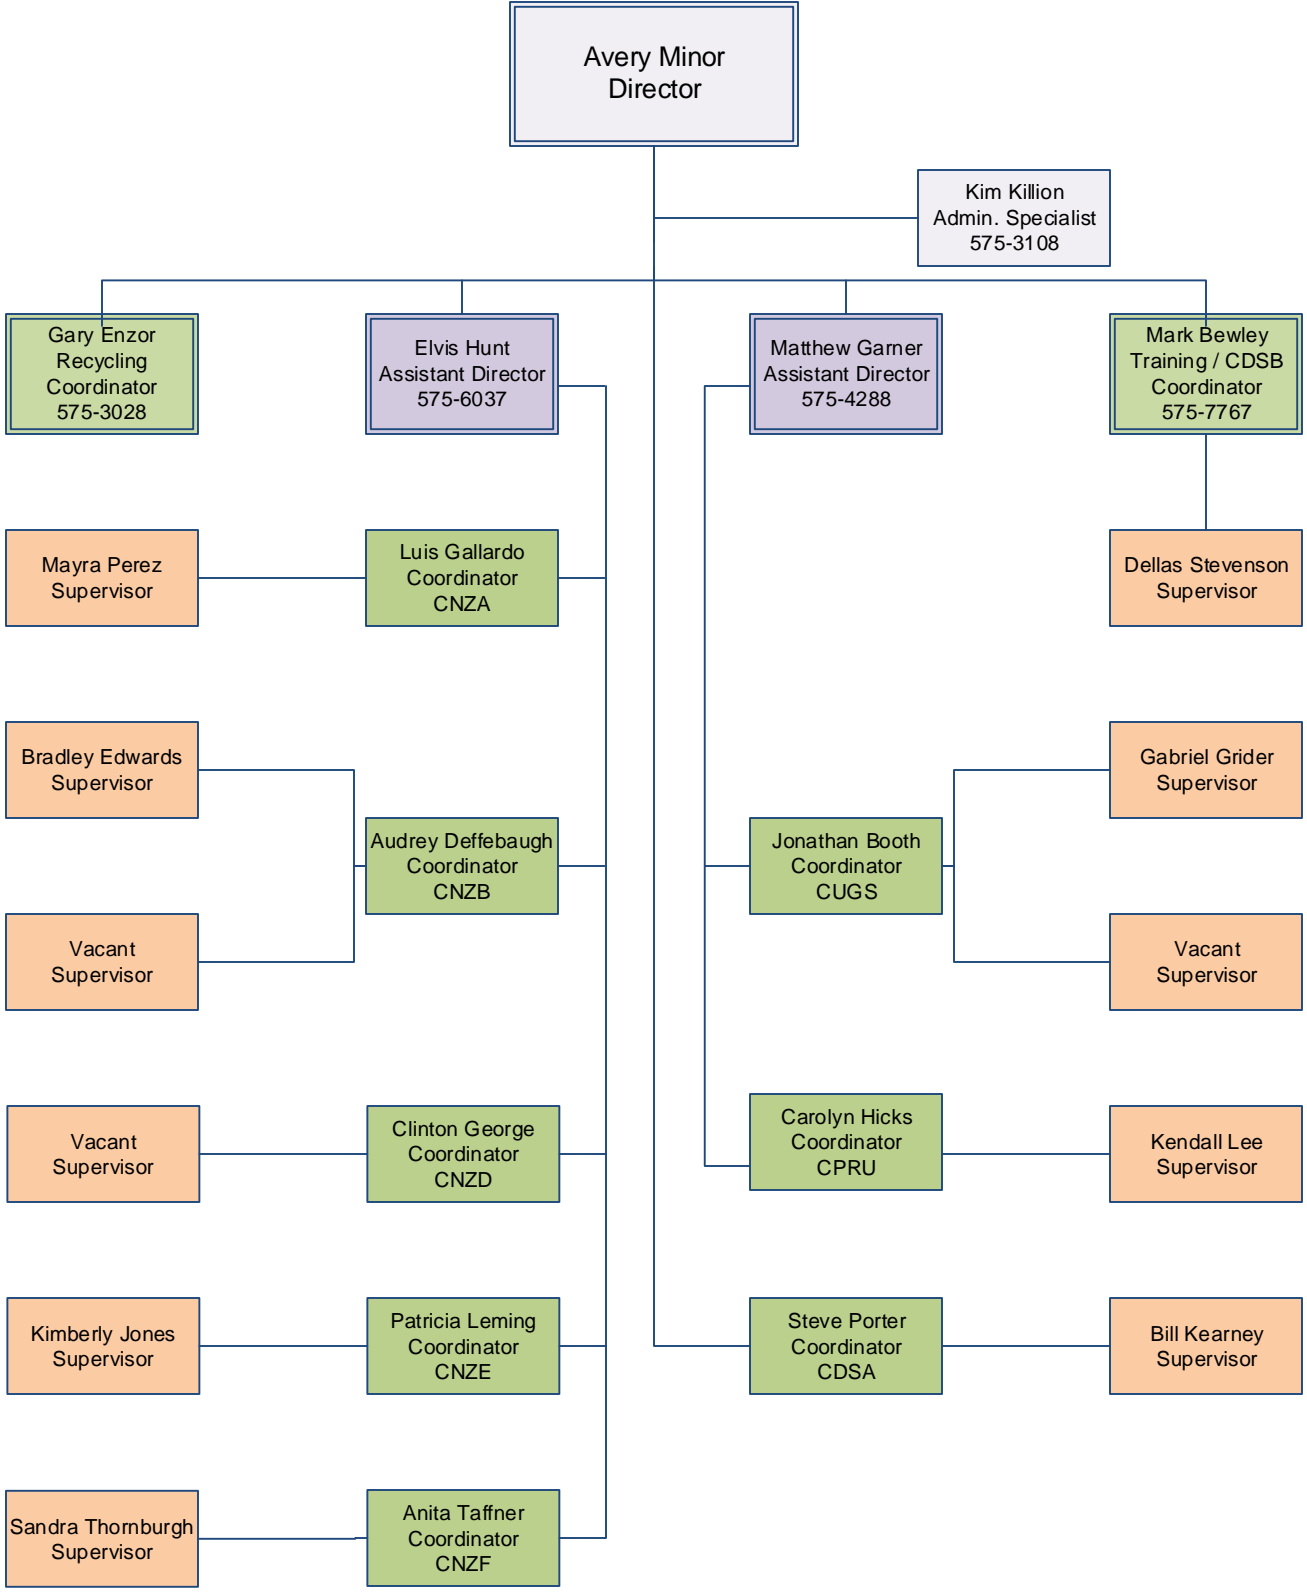 Avery Minor
Director
Kim Killion
Admin. Specialist
575-3108
Gary Enzor
Recycling
Coordinator
575-3028
Elvis Hunt
Assistant Director
575-6037
Matthew Garner
Assistant Director
575-4288
Mark Bewley
Training / CDSB
Coordinator
575-7767
Mayra Perez
Supervisor
Luis Gallardo
Coordinator
CNZA
Dellas Stevenson
Supervisor
Bradley Edwards
Supervisor
Gabriel Grider
Supervisor
Audrey Deffebaugh
Coordinator
CNZB
Jonathan Booth
Coordinator
CUGS
Vacant
Supervisor
Vacant
Supervisor
Vacant
Supervisor
Clinton George
Coordinator
CNZD
Carolyn Hicks
Coordinator
CPRU
Kendall Lee
Supervisor
Kimberly Jones
Supervisor
Patricia Leming
Coordinator
CNZE
Steve Porter
Coordinator
CDSA
Bill Kearney
Supervisor
Sandra Thornburgh
Supervisor
Anita Taffner
Coordinator
CNZF